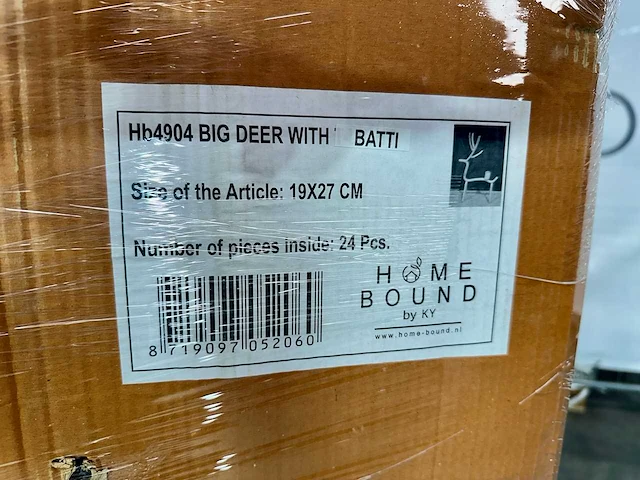 Hb4904 BIG DEER WITH BATTI
Size of the Article: 19X27 CM
Number of pieces inside: 24 Pcs.
8 719097 052060
HOME
BOUND
by KY
www.home-bound.nl